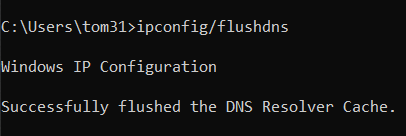 C:\Users\tom31>ipconfig/flushdns
Windows IP Configuration
Successfully flushed the DNS Resolver Cache.